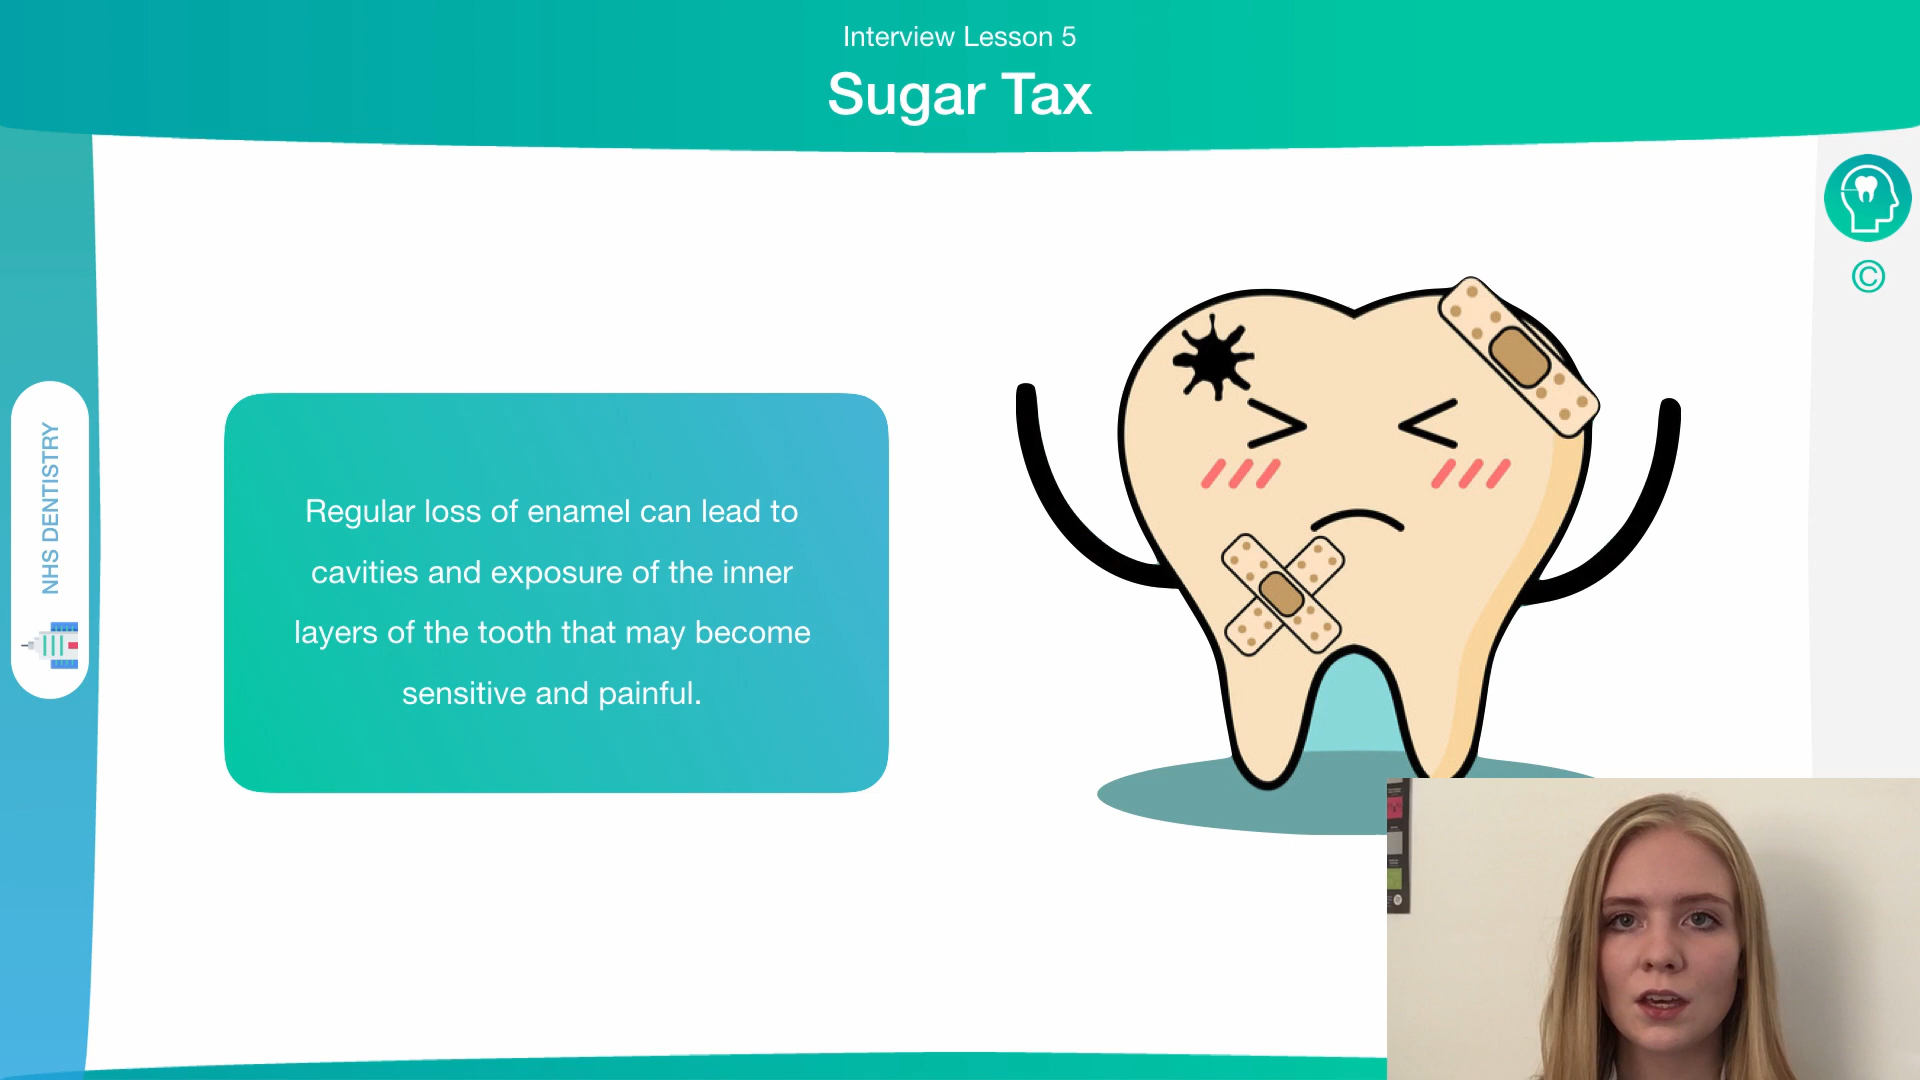 Interview Lesson 5
Sugar Tax
©
NHS DENTISTRY
Regular loss of enamel can lead to
cavities and exposure of the inner
layers of the tooth that may become
sensitive and painful.